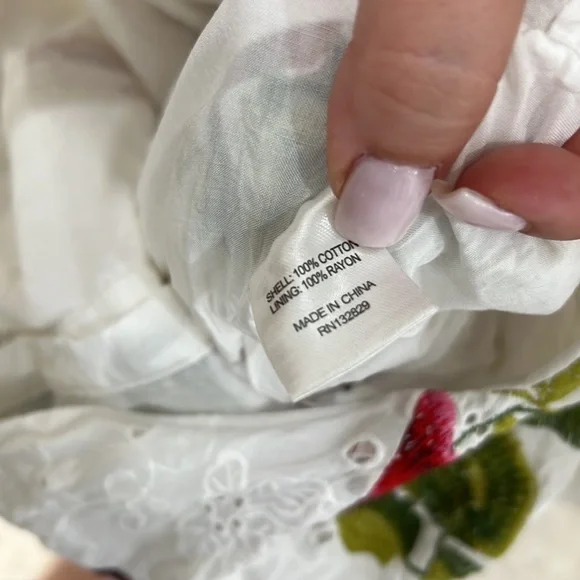 SHELL: 100% COTTON
LINING: 100% RAYON
MADE IN CHINA
RN132829